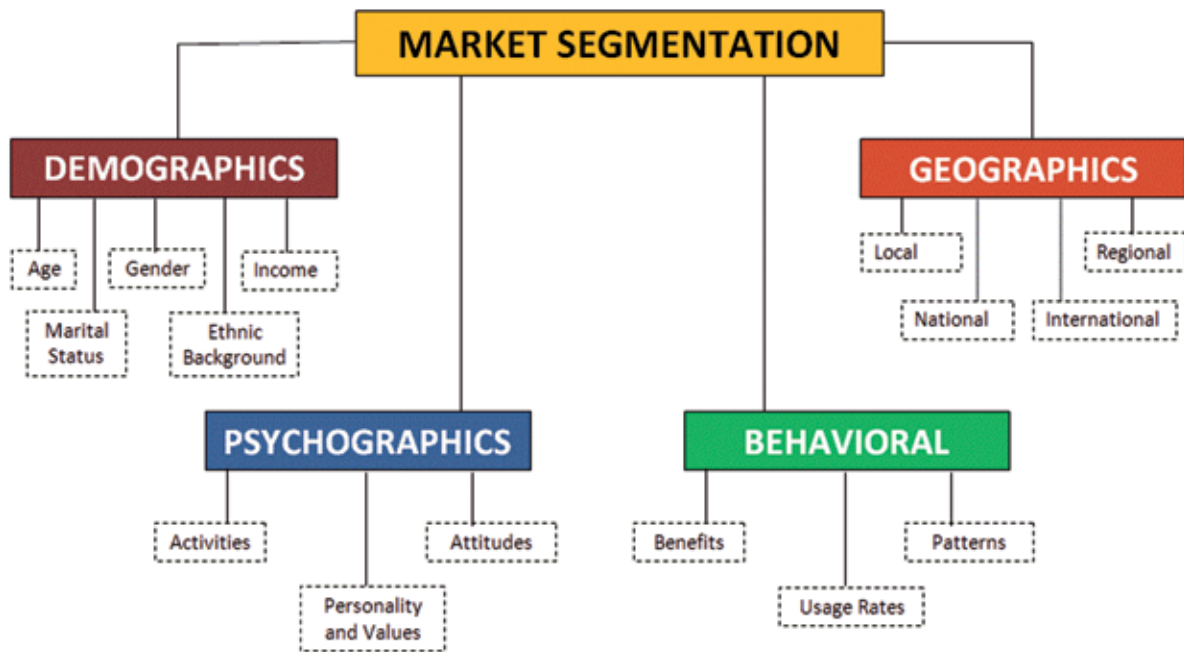 MARKET SEGMENTATION
DEMOGRAPHICS
GEOGRAPHICS
Age
Gender
Income
Marital
Status
Ethnic
Background
Local
Regional
National
International
PSYCHOGRAPHICS
BEHAVIORAL
Activities
Attitudes
Personality
and Values
Benefits
Patterns
Usage Rates